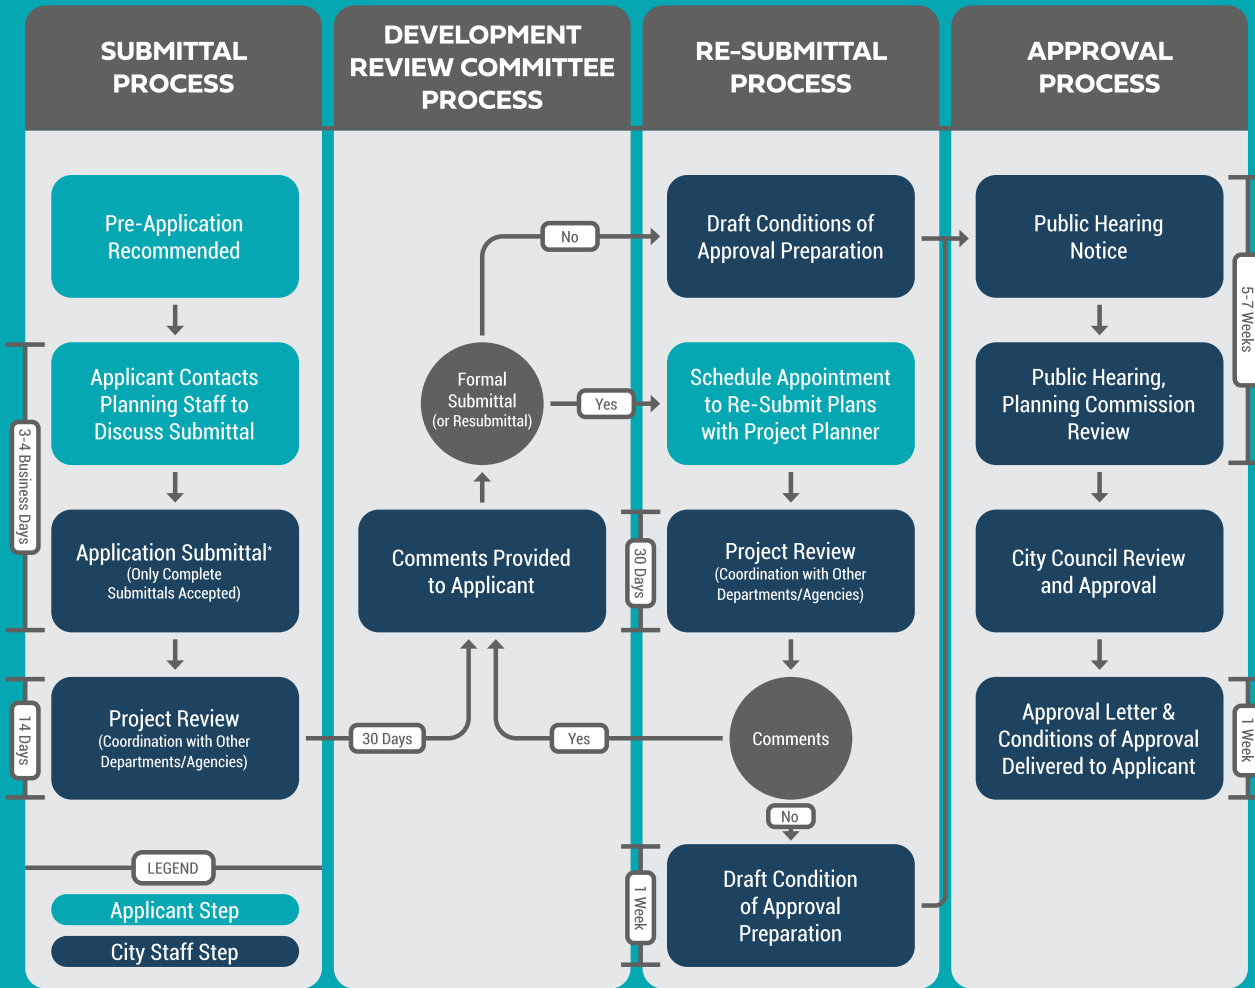 SUBMITTAL
PROCESS
Pre-Application
Recommended
Applicant Contacts
Planning Staff to
Discuss Submittal
3-4 Business Days
Application Submittal*
(Only Complete
Submittals Accepted)
Project Review
(Coordination with Other
Departments/Agencies)
14 Days
LEGEND
Applicant Step
City Staff Step
DEVELOPMENT
REVIEW COMMITTEE
PROCESS
No
Formal
Submittal
(or Resubmittal)
Yes
Comments Provided
to Applicant
30 Days
Yes
RE-SUBMITTAL
PROCESS
Draft Conditions of
Approval Preparation
Schedule Appointment
to Re-Submit Plans
with Project Planner
30 Days
Project Review
(Coordination with Other
Departments/Agencies)
Comments
No
1 Week
Draft Condition
of Approval
Preparation
APPROVAL
PROCESS
Public Hearing
Notice
5-7 Weeks
Public Hearing,
Planning Commission
Review
City Council Review
and Approval
Approval Letter &
Conditions of Approval
Delivered to Applicant
1 Week